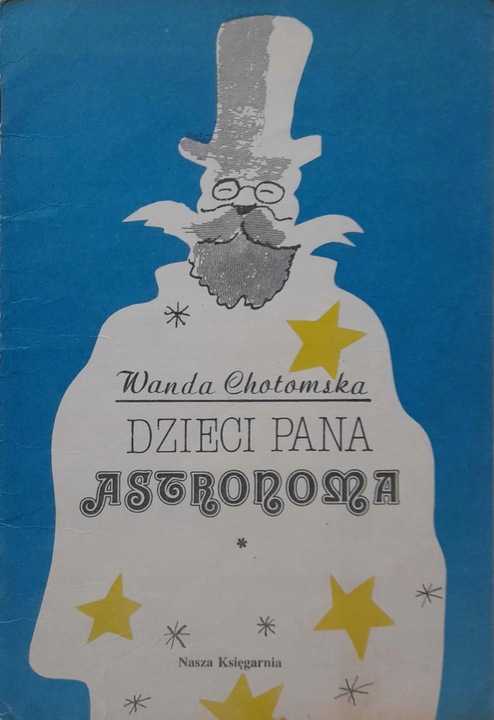 Wanda Chotomska
DZIECI PANA
ASTRONOMA
Nasza Księgarnia